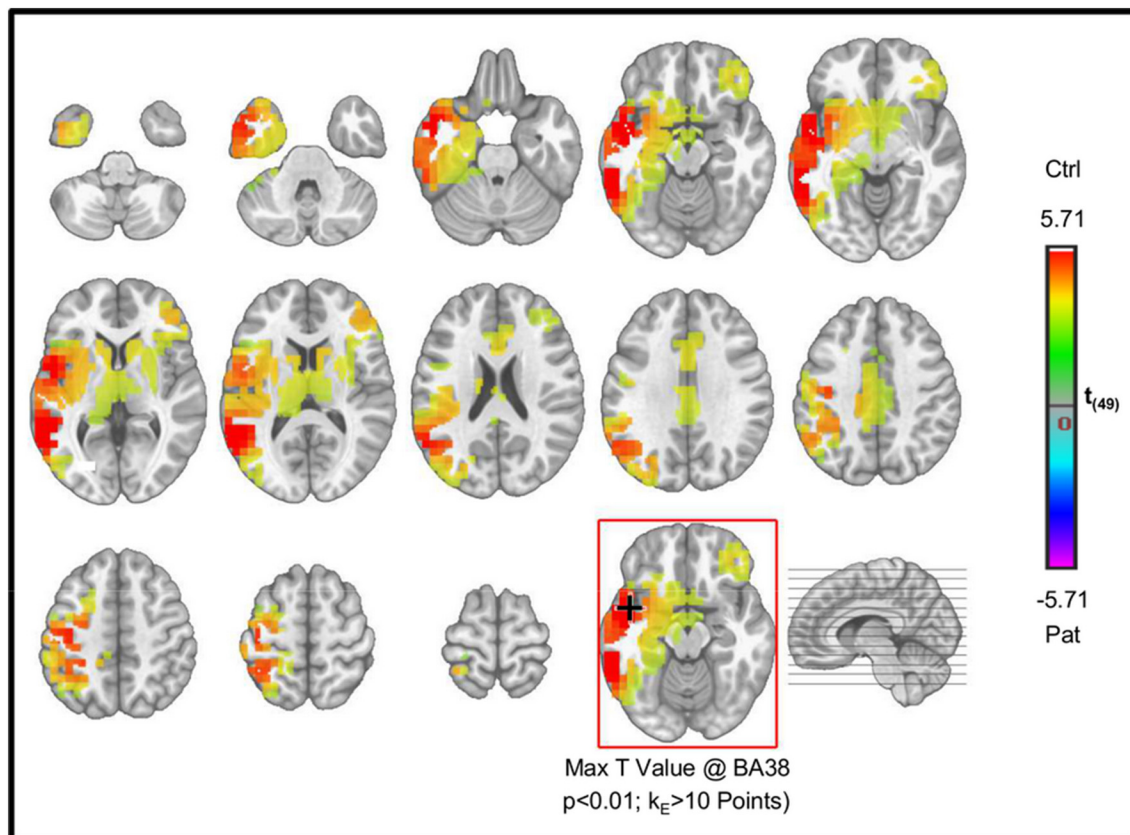 Ctrl
5.71
t(49)
0
-5.71
Pat
Max T Value @ BA38
p<0.01; kE>10 Points)